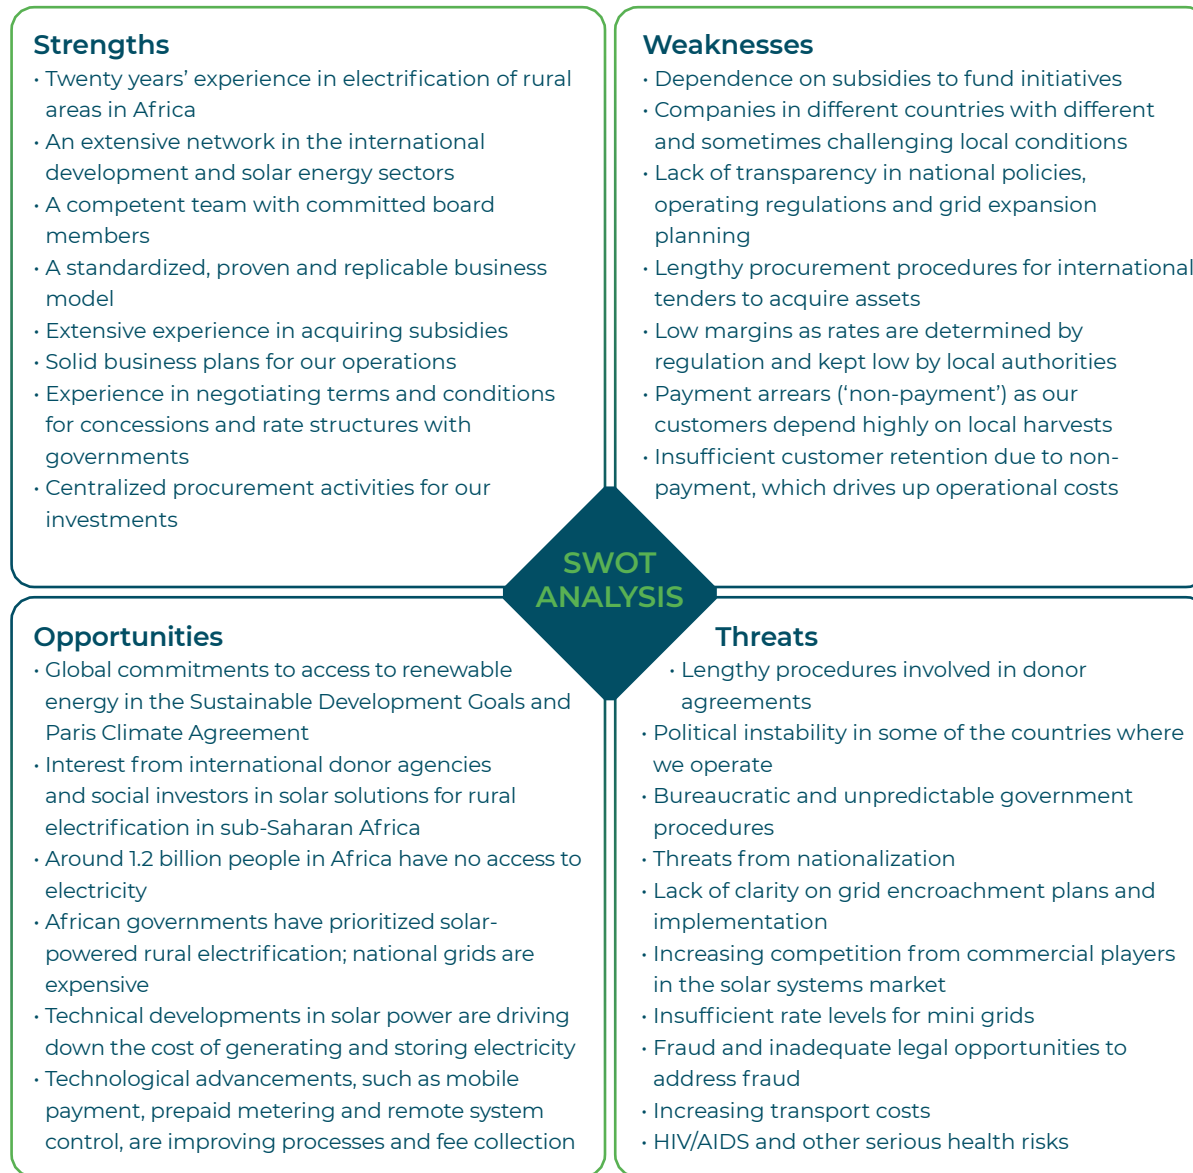 Strengths
· Twenty years’ experience in electrification of rural
areas in Africa
· An extensive network in the international
development and solar energy sectors
· A competent team with committed board
members
· A standardized, proven and replicable business
model
· Extensive experience in acquiring subsidies
· Solid business plans for our operations
· Experience in negotiating terms and conditions
for concessions and rate structures with
governments
· Centralized procurement activities for our
investments
Weaknesses
· Dependence on subsidies to fund initiatives
· Companies in different countries with different
and sometimes challenging local conditions
· Lack of transparency in national policies,
operating regulations and grid expansion
planning
· Lengthy procurement procedures for international
tenders to acquire assets
· Low margins as rates are determined by
regulation and kept low by local authorities
· Payment arrears (‘non-payment’) as our
customers depend highly on local harvests
· Insufficient customer retention due to non-
payment, which drives up operational costs
SWOT
ANALYSIS
Opportunities
· Global commitments to access to renewable
energy in the Sustainable Development Goals and
Paris Climate Agreement
· Interest from international donor agencies
and social investors in solar solutions for rural
electrification in sub-Saharan Africa
· Around 1.2 billion people in Africa have no access to
electricity
· African governments have prioritized solar-
powered rural electrification; national grids are
expensive
· Technical developments in solar power are driving
down the cost of generating and storing electricity
· Technological advancements, such as mobile
payment, prepaid metering and remote system
control, are improving processes and fee collection
Threats
· Lengthy procedures involved in donor
agreements
· Political instability in some of the countries where
we operate
· Bureaucratic and unpredictable government
procedures
· Threats from nationalization
· Lack of clarity on grid encroachment plans and
implementation
· Increasing competition from commercial players
in the solar systems market
· Insufficient rate levels for mini grids
· Fraud and inadequate legal opportunities to
address fraud
· Increasing transport costs
· HIV/AIDS and other serious health risks